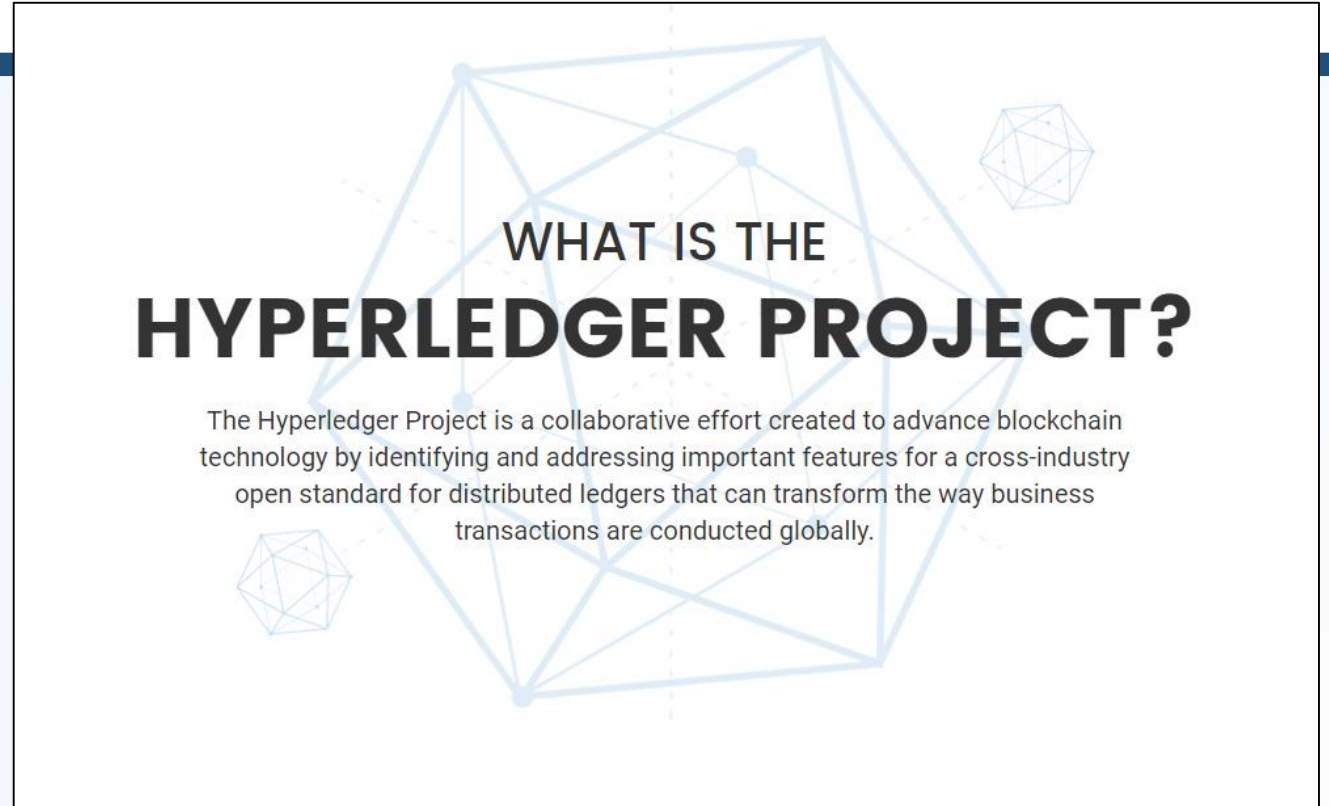 WHAT IS THE
HYPERLEDGER PROJECT?
The Hyperledger Project is a collaborative effort created to advance blockchain
technology by identifying and addressing important features for a cross-industry
open standard for distributed ledgers that can transform the way business
transactions are conducted globally.